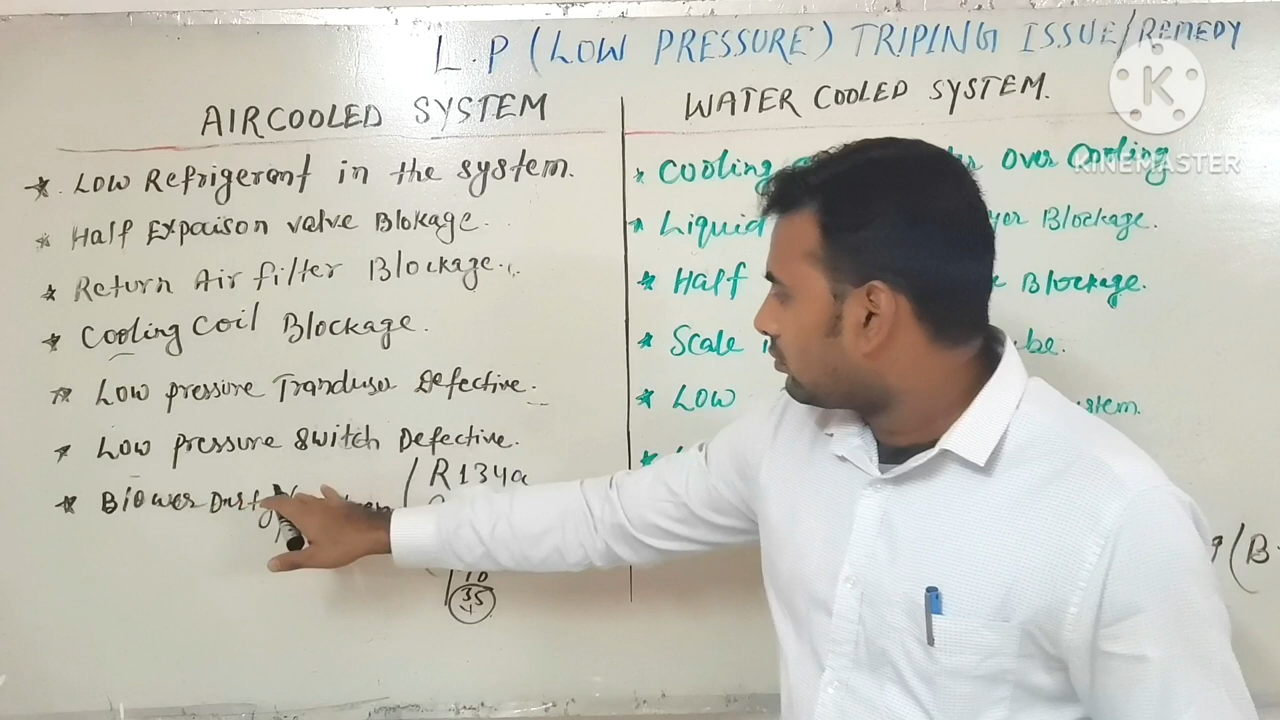 L.P (LOW PRESSURE) TRIPING ISSUE/REMEDY
AIRCOOLED SYSTEM
Low Refrigerant in the system.
Half Expaison valve Blokage.
Return Air filter Blockage.
Cooling Coil Blockage.
Low pressure Tranduser Defective.
Low pressure Switch Defective.
Blower Dirty
R134a
10
35
WATER COOLED SYSTEM.
Cooling Over Cooling
Liquid Blockage.
Half Blockage.
Scale
Low
K
KINEMASTER